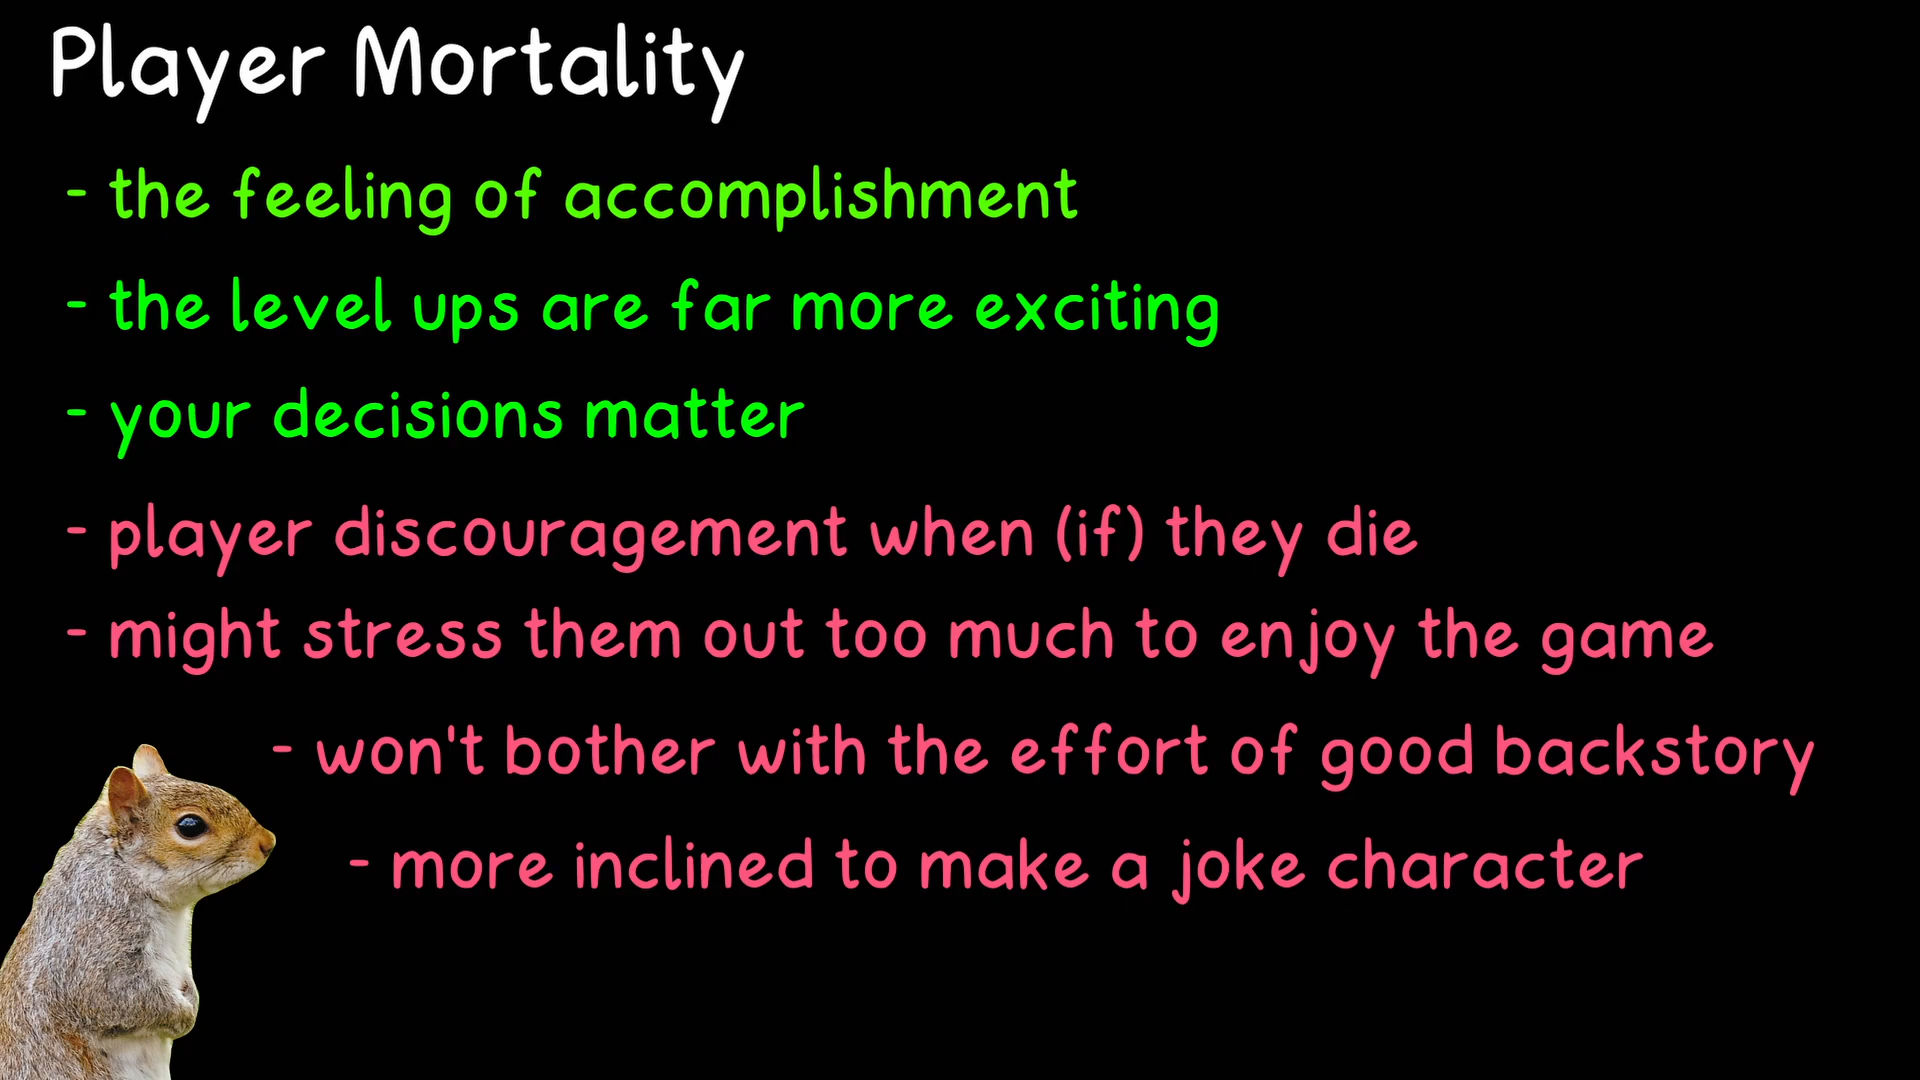 Player Mortality
- the feeling of accomplishment
- the level ups are far more exciting
- your decisions matter
- player discouragement when (if) they die
- might stress them out too much to enjoy the game
- won't bother with the effort of good backstory
- more inclined to make a joke character